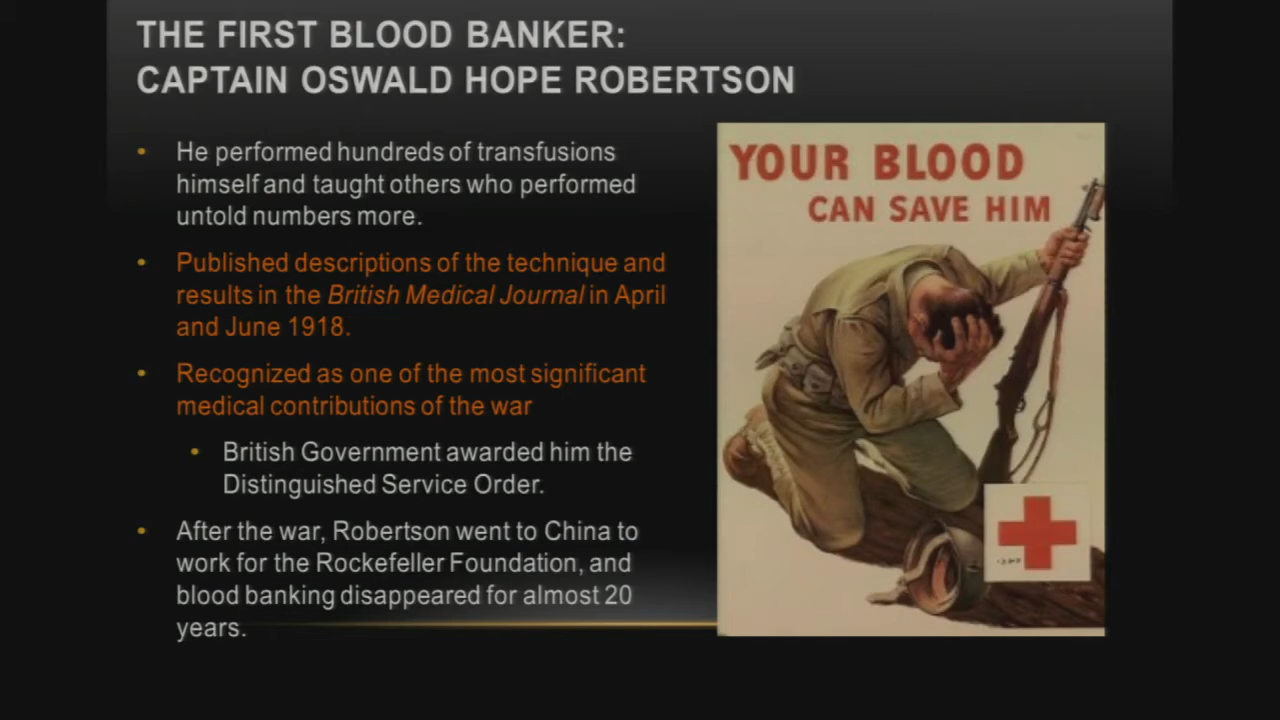 THE FIRST BLOOD BANKER:
CAPTAIN OSWALD HOPE ROBERTSON
• He performed hundreds of transfusions
himself and taught others who performed
untold numbers more.
• Published descriptions of the technique and
results in the British Medical Journal in April
and June 1918.
• Recognized as one of the most significant
medical contributions of the war
• British Government awarded him the
Distinguished Service Order.
• After the war, Robertson went to China to
work for the Rockefeller Foundation, and
blood banking disappeared for almost 20
years.
YOUR BLOOD
CAN SAVE HIM